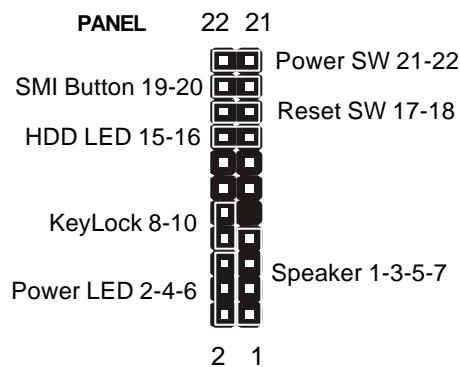 PANEL 22 21
Power SW 21-22
SMI Button 19-20
Reset SW 17-18
HDD LED 15-16
KeyLock 8-10
Speaker 1-3-5-7
Power LED 2-4-6
2 1